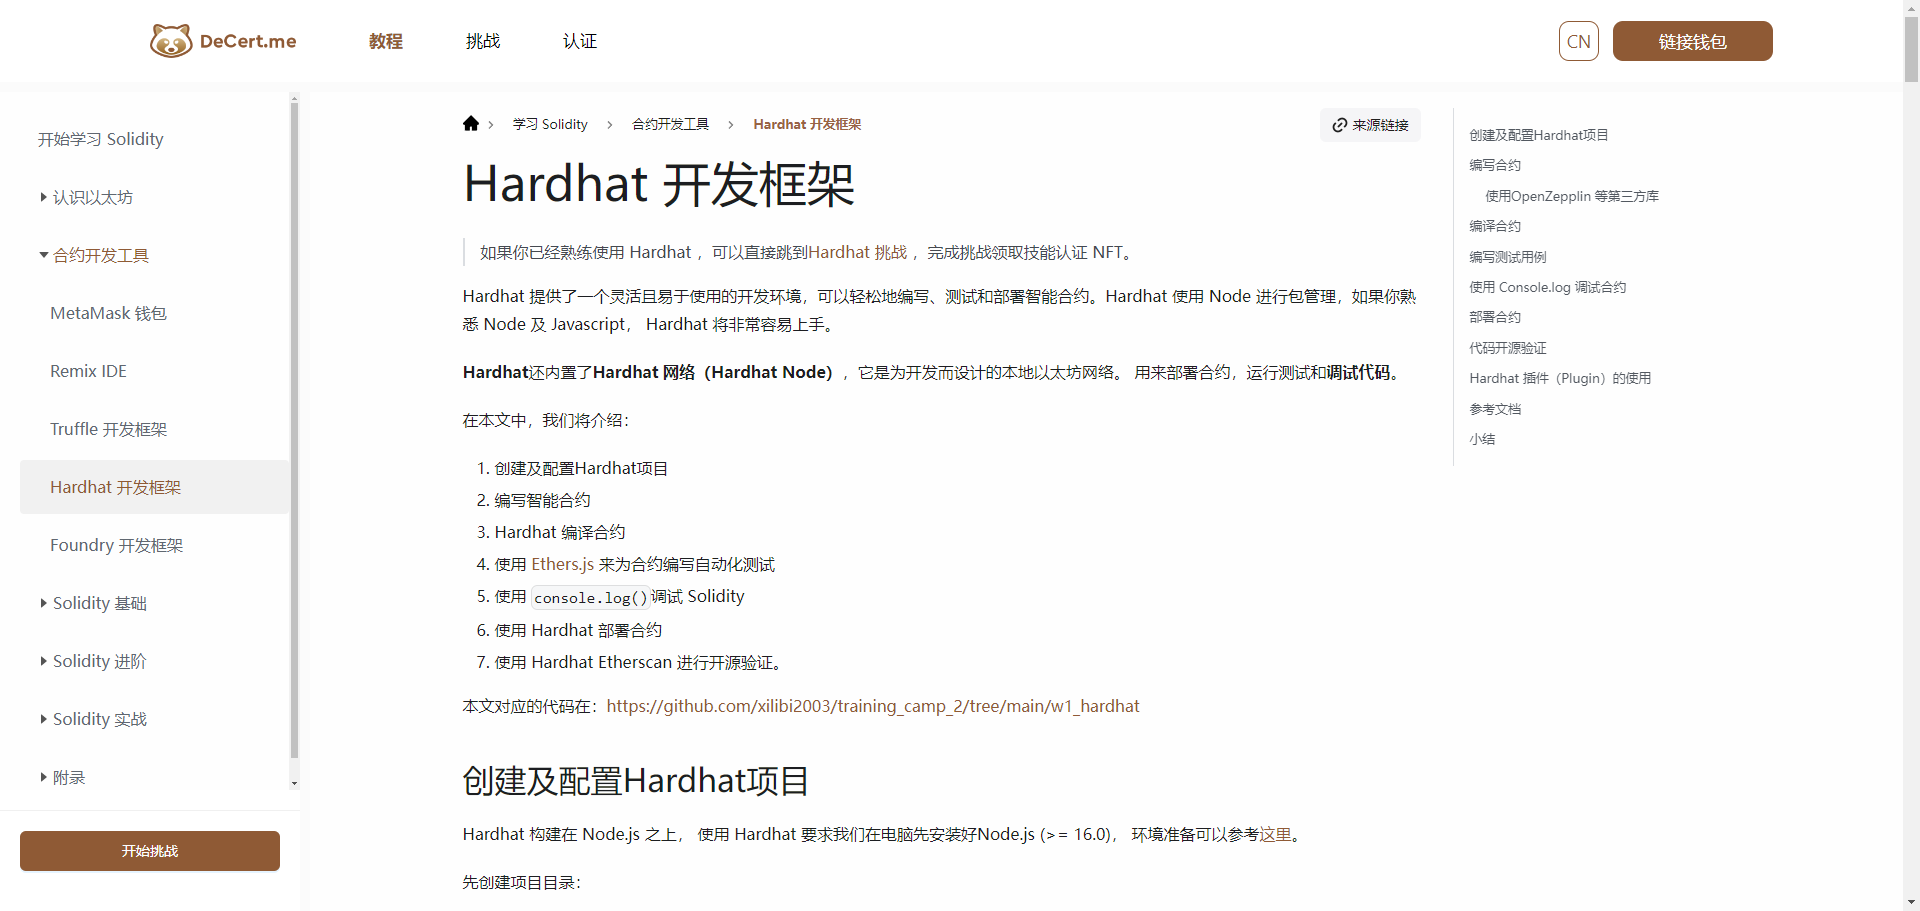 DeCert.me
教程
挑战
认证
CN
链接钱包
开始学习 Solidity
认识以太坊
合约开发工具
MetaMask 钱包
Remix IDE
Truffle 开发框架
Hardhat 开发框架
Foundry 开发框架
Solidity 基础
Solidity 进阶
Solidity 实战
附录
开始挑战
学习 Solidity
合约开发工具
Hardhat 开发框架
来源链接
Hardhat 开发框架
如果你已经熟练使用 Hardhat ，可以直接跳到Hardhat 挑战 ，完成挑战领取技能认证 NFT。
Hardhat 提供了一个灵活且易于使用的开发环境，可以轻松地编写、测试和部署智能合约。Hardhat 使用 Node 进行包管理，如果你熟
悉 Node 及 Javascript， Hardhat 将非常容易上手。
Hardhat还内置了Hardhat 网络（Hardhat Node），它是为开发而设计的本地以太坊网络。 用来部署合约，运行测试和调试代码。
在本文中，我们将介绍：
1. 创建及配置Hardhat项目
2. 编写智能合约
3. Hardhat 编译合约
4. 使用 Ethers.js 来为合约编写自动化测试
5. 使用 console.log()调试 Solidity
6. 使用 Hardhat 部署合约
7. 使用 Hardhat Etherscan 进行开源验证。
本文对应的代码在：https://github.com/xilibi2003/training_camp_2/tree/main/w1_hardhat
创建及配置Hardhat项目
Hardhat 构建在 Node.js 之上， 使用 Hardhat 要求我们在电脑先安装好Node.js (>= 16.0)， 环境准备可以参考这里。
先创建项目目录：
创建及配置Hardhat项目
编写合约
使用OpenZepplin 等第三方库
编译合约
编写测试用例
使用 Console.log 调试合约
部署合约
代码开源验证
Hardhat 插件（Plugin）的使用
参考文档
小结